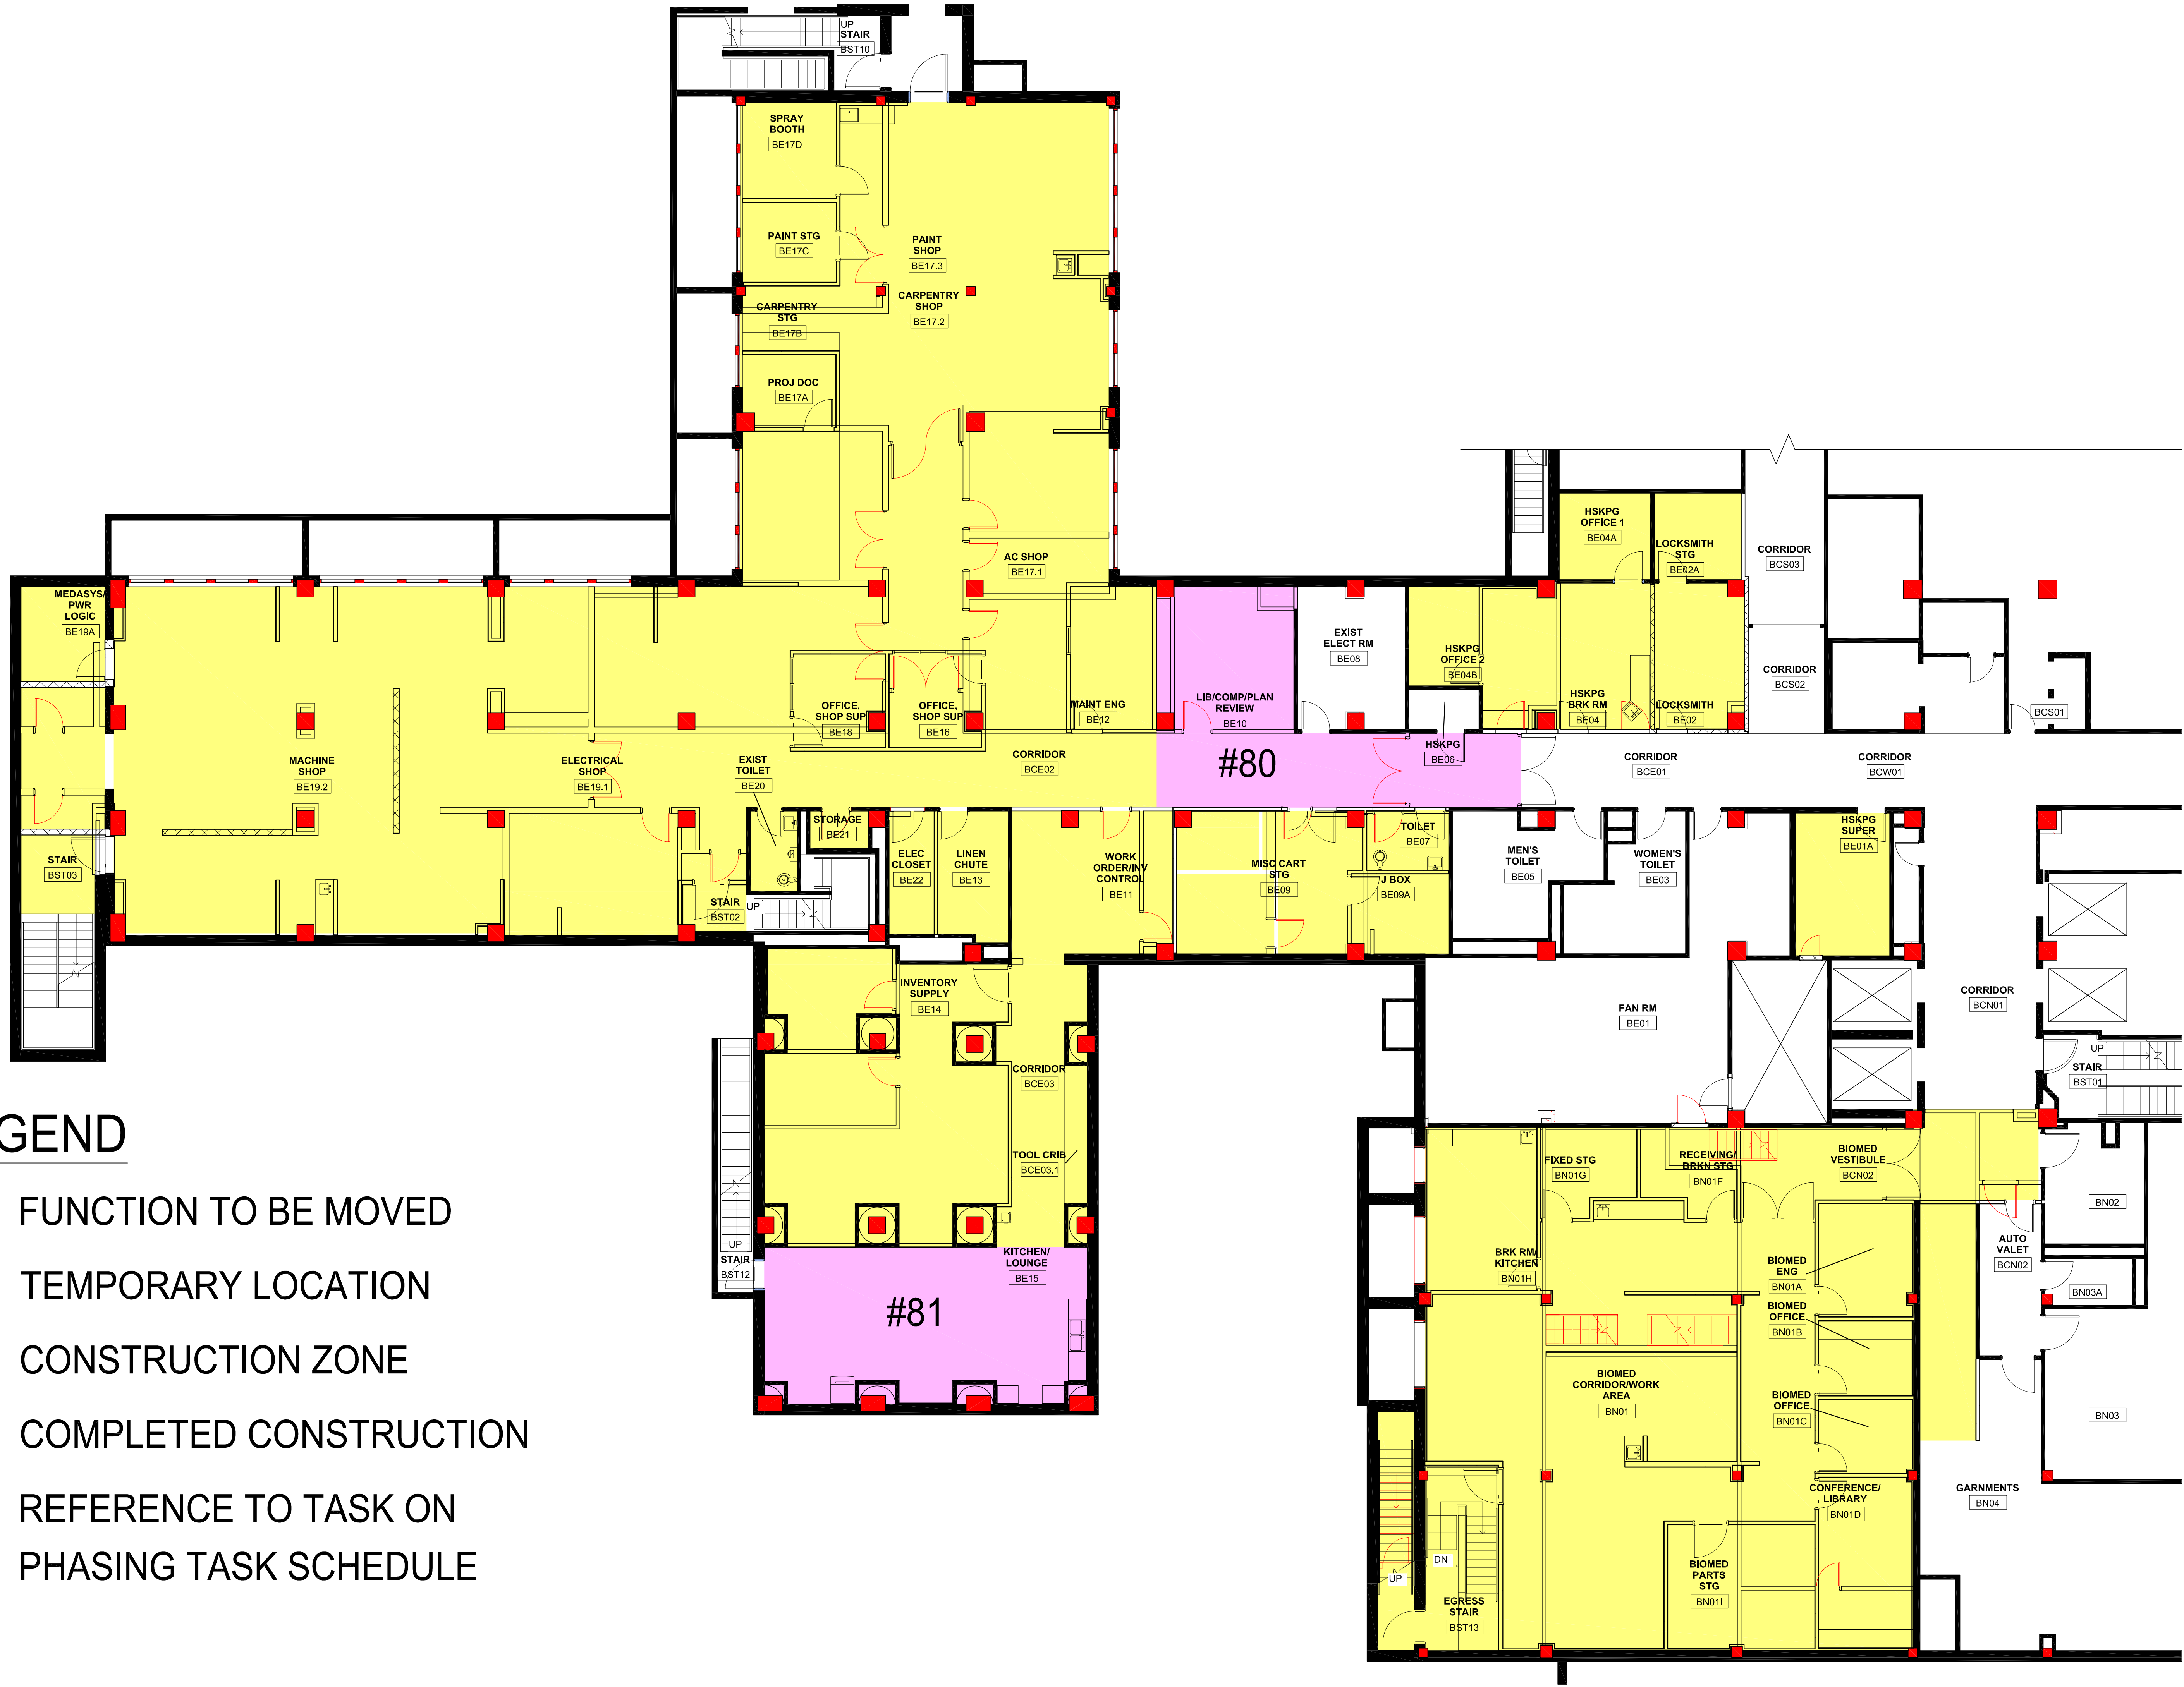 UP
STAIR
BST10
SPRAY
BOOTH
BE17D
PAINT STG
BE17C
PAINT
SHOP
BE17.3
CARPENTRY
STG
BE17B
CARPENTRY
SHOP
BE17.2
PROJ DOC
BE17A
AC SHOP
BE17.1
HSKPG
OFFICE 1
BE04A
LOCKSMITH
STG
BE02A
CORRIDOR
BCS03
MEDASYS/
PWR
LOGIC
BE19A
EXIST
ELECT RM
BE08
HSKPG
OFFICE 2
BE04B
CORRIDOR
BCS02
OFFICE,
SHOP SUP
BE18
OFFICE,
SHOP SUP
BE16
MAINT ENG
BE12
LIB/COMP/PLAN
REVIEW
BE10
HSKPG
BRK RM
BE04
LOCKSMITH
BE02
BCS01
MACHINE
SHOP
BE19.2
ELECTRICAL
SHOP
BE19.1
EXIST
TOILET
BE20
CORRIDOR
BCE02
#80
HSKPG
BE06
CORRIDOR
BCE01
CORRIDOR
BCW01
STORAGE
BE21
STAIR
BST03
ELEC
CLOSET
BE22
LINEN
CHUTE
BE13
WORK
ORDER/INV
CONTROL
BE11
MISC CART
STG
BE09
TOILET
BE07
J BOX
BE09A
MEN'S
TOILET
BE05
WOMEN'S
TOILET
BE03
HSKPG
SUPER
BE01A
STAIR
BST02
UP
INVENTORY
SUPPLY
BE14
FAN RM
BE01
CORRIDOR
BCN01
CORRIDOR
BCE03
UP
STAIR
BST01
GEND
FUNCTION TO BE MOVED
TEMPORARY LOCATION
CONSTRUCTION ZONE
COMPLETED CONSTRUCTION
REFERENCE TO TASK ON
PHASING TASK SCHEDULE
TOOL CRIB
BCE03.1
FIXED STG
BN01G
RECEIVING/
BRKN STG
BN01F
BIOMED
VESTIBULE
BCN02
BN02
UP
STAIR
BST12
KITCHEN/
LOUNGE
BE15
#81
BRK RM/
KITCHEN
BN01H
BIOMED
ENG
BN01A
AUTO
VALET
BCN02
BN03A
BIOMED
OFFICE
BN01B
BIOMED
CORRIDOR/WORK
AREA
BN01
BIOMED
OFFICE
BN01C
BN03
CONFERENCE/
LIBRARY
BN01D
GARNMENTS
BN04
DN
UP
BIOMED
PARTS
STG
BN01I
EGRESS
STAIR
BST13